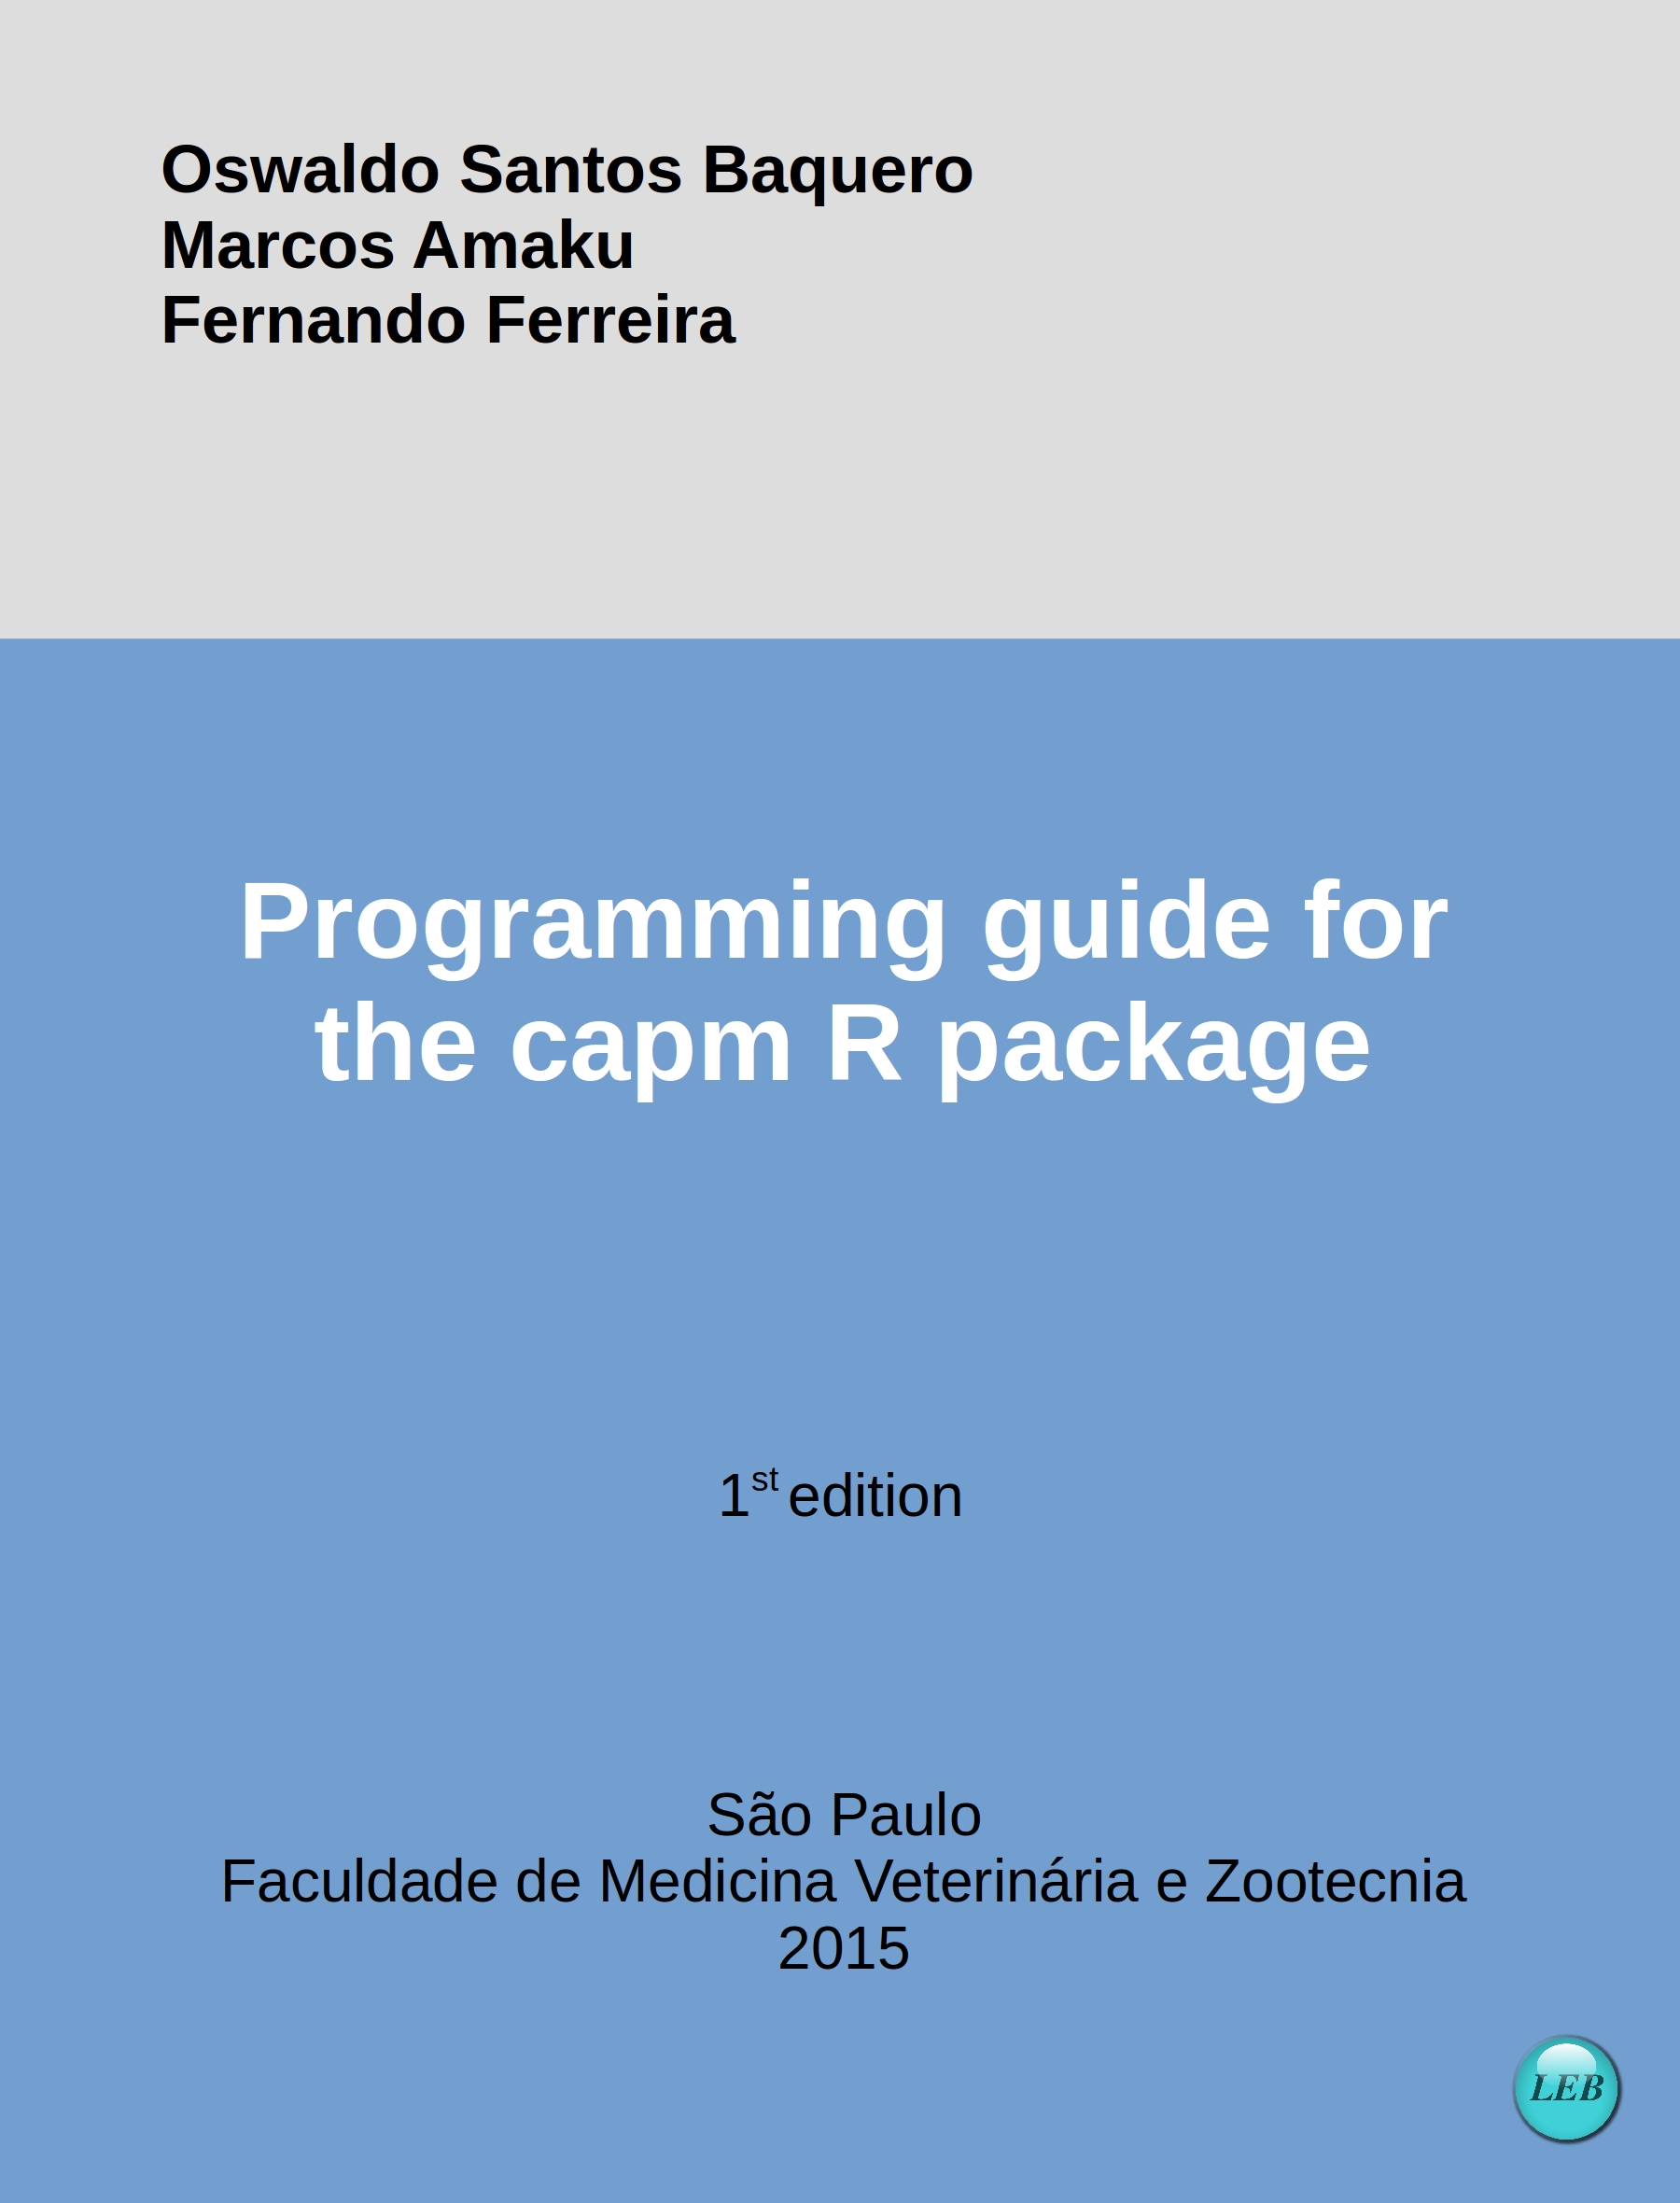 Oswaldo Santos Baquero
Marcos Amaku
Fernando Ferreira
Programming guide for
the capm R package
1st edition
São Paulo
Faculdade de Medicina Veterinária e Zootecnia
2015
LEB